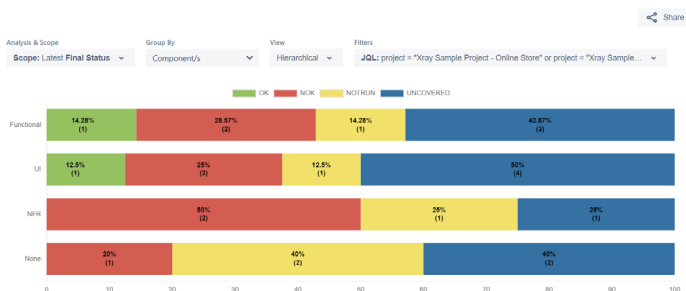 Share
Analysis & Scope
Group By
View
Filters
Scope: Latest Final Status
Component/s
Hierarchical
JQL: project = "Xray Sample Project - Online Store" or project = "Xray Sample...
OK NOK NOTRUN UNCOVERED
Functional
14.28%
(1)
28.57%
(2)
14.28%
(1)
42.87%
(3)
UI
12.5%
(1)
25%
(2)
12.5%
(1)
50%
(4)
NFR
50%
(2)
25%
(1)
25%
(1)
None
20%
(1)
40%
(2)
40%
(2)
0 10 20 30 40 50 60 70 80 90 100